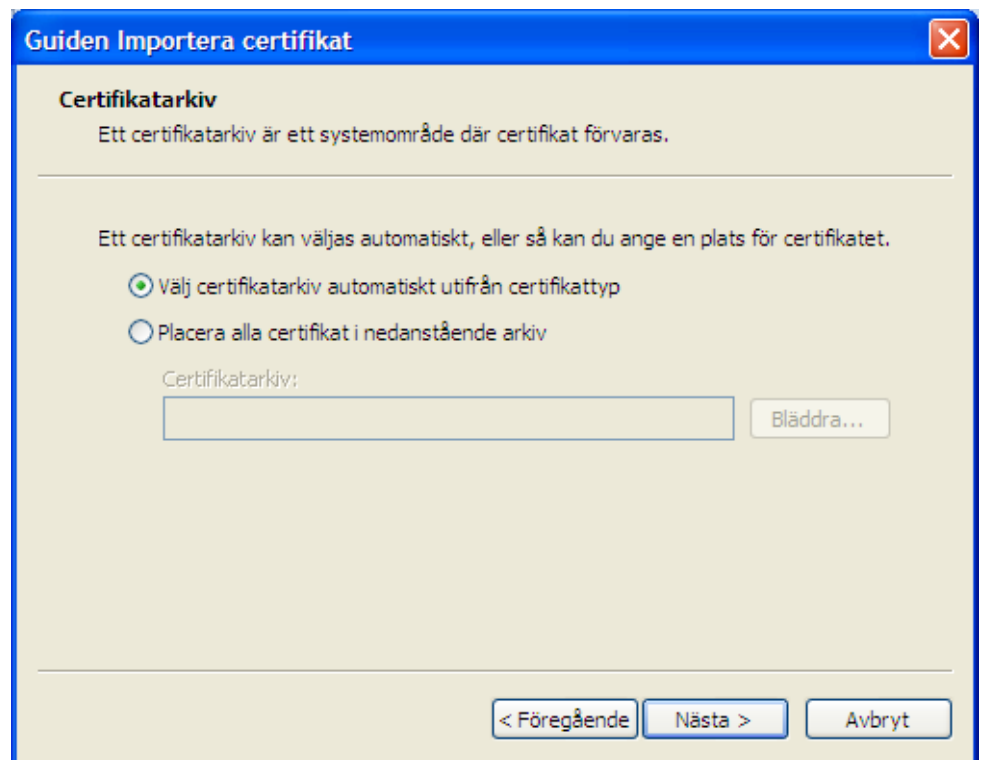 Guiden Importera certifikat
Certifikatarkiv
Ett certifikatarkiv är ett systemområde där certifikat förvaras.
Ett certifikatarkiv kan väljas automatiskt, eller så kan du ange en plats för certifikatet.
Välj certifikatarkiv automatiskt utifrån certifikattyp
Placera alla certifikat i nedanstående arkiv
Certifikatarkiv:
Bläddra...
< Föregående Nästa > Avbryt